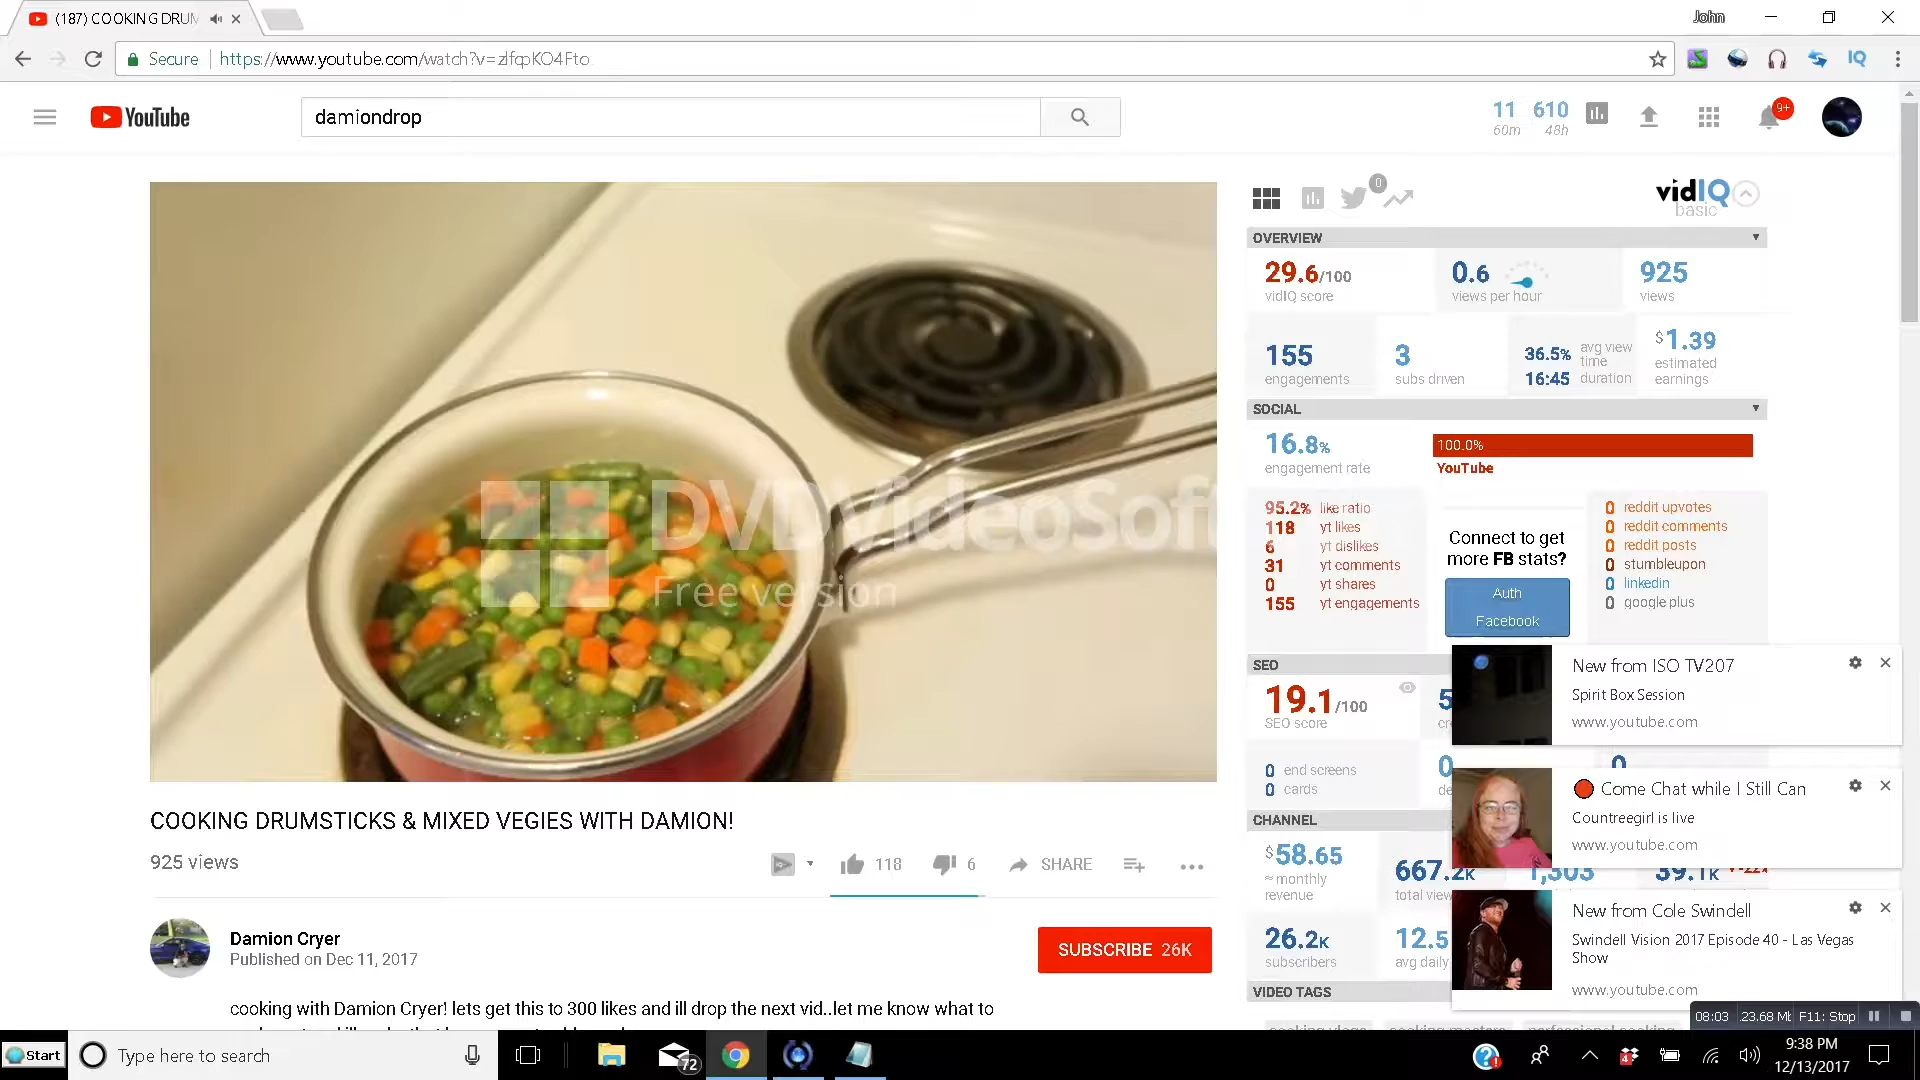 (187) COOKING DRUM
John
Secure
https://www.youtube.com/watch?v=zlfqpKO4Fto
IQ
YouTube
damiondrop
11 610
60m 48h
9+
DVDVideoSoft
Free version
0
vidIQ
basic
OVERVIEW
29.6/100
vidIQ score
0.6
views per hour
925
views
155
engagements
3
subs driven
36.5% avg view time
16:45 duration
$1.39
estimated earnings
SOCIAL
16.8%
engagement rate
100.0%
YouTube
95.2% like ratio
118 yt likes
6 yt dislikes
31 yt comments
0 yt shares
155 yt engagements
Connect to get
more FB stats?
Auth
Facebook
0 reddit upvotes
0 reddit comments
0 reddit posts
0 stumbleupon
0 linkedin
0 google plus
SEO
19.1/100
SEO score
0 end screens
0 cards
CHANNEL
$58.65
≈ monthly
revenue
667.2K
26.2K
subscribers
12.5
avg daily
VIDEO TAGS
New from ISO TV207
Spirit Box Session
www.youtube.com
Come Chat while I Still Can
Countreegirl is live
www.youtube.com
New from Cole Swindell
Swindell Vision 2017 Episode 40 - Las Vegas
Show
www.youtube.com
COOKING DRUMSTICKS & MIXED VEGIES WITH DAMION!
925 views
118
6
SHARE
Damion Cryer
Published on Dec 11, 2017
SUBSCRIBE 26K
cooking with Damion Cryer! lets get this to 300 likes and ill drop the next vid..let me know what to
08:03
F11: Stop
Start
Type here to search
72
9:38 PM
12/13/2017